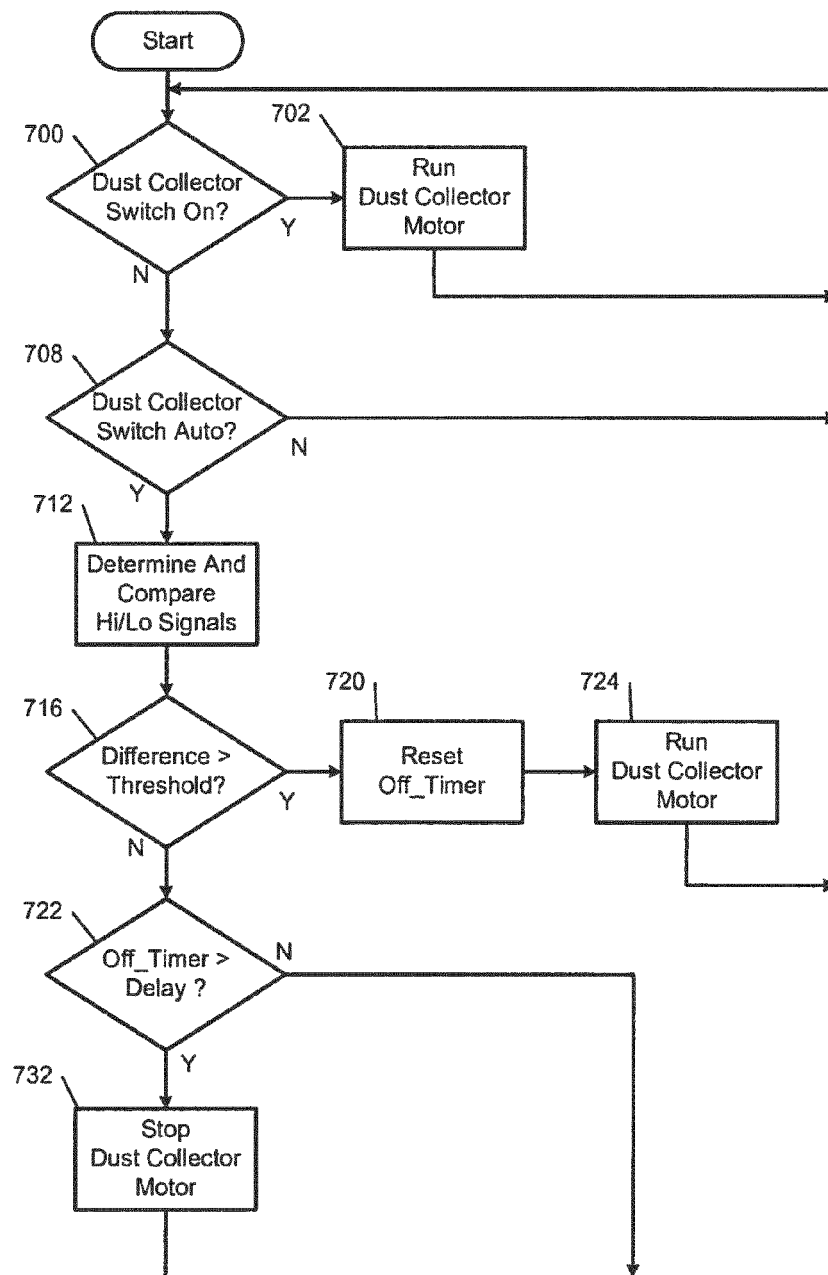 Start
700
Dust Collector
Switch On?
Y
N
702
Run
Dust Collector
Motor
708
Dust Collector
Switch Auto?
N
Y
712
Determine And
Compare
Hi/Lo Signals
716
Difference >
Threshold?
Y
N
720
Reset
Off_Timer
724
Run
Dust Collector
Motor
722
Off_Timer >
Delay ?
N
Y
732
Stop
Dust Collector
Motor